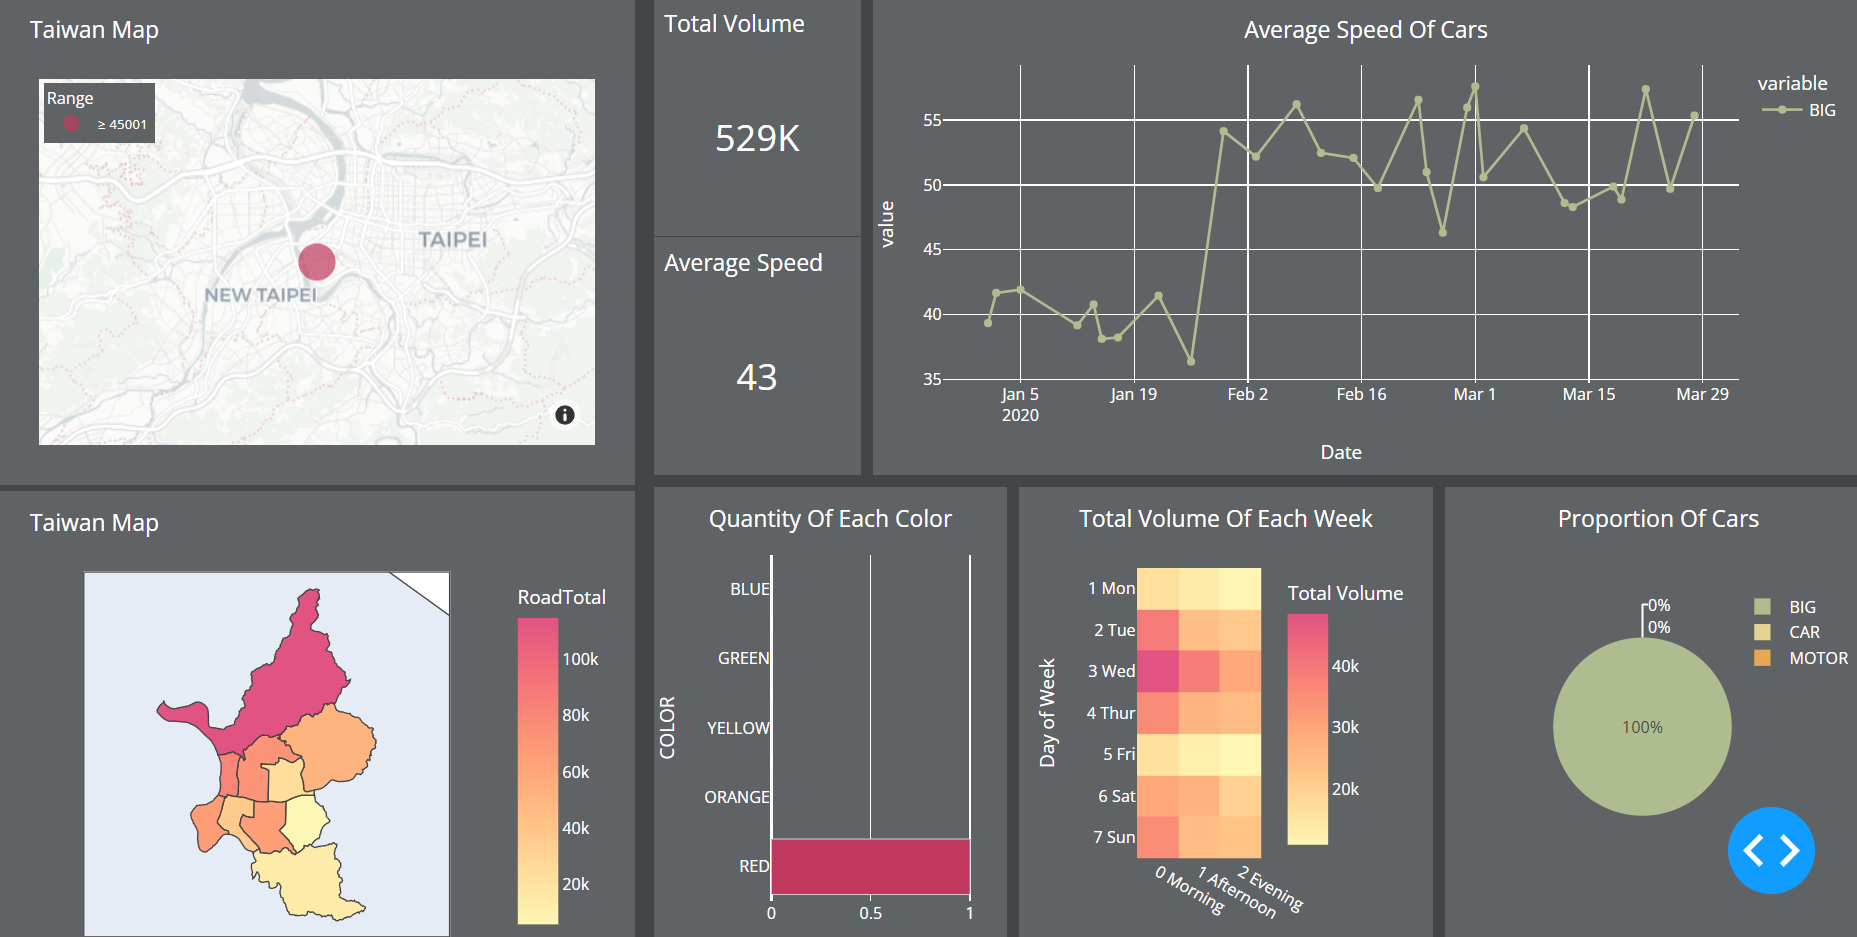 Taiwan Map
Range
≥ 45001
TAIPEI
NEW TAIPEI
Total Volume
529K
Average Speed
43
Average Speed Of Cars
variable
BIG
value
55
50
45
40
35
Jan 5 Jan 19 Feb 2 Feb 16 Mar 1 Mar 15 Mar 29
2020
Date
Taiwan Map
RoadTotal
100k
80k
60k
40k
20k
Quantity Of Each Color
COLOR
BLUE
GREEN
YELLOW
ORANGE
RED
0 0.5 1
Total Volume Of Each Week
Day of Week
1 Mon
2 Tue
3 Wed
4 Thur
5 Fri
6 Sat
7 Sun
0 Morning
1 Afternoon
2 Evening
Total Volume
40k
30k
20k
Proportion Of Cars
0%
0%
100%
BIG
CAR
MOTOR